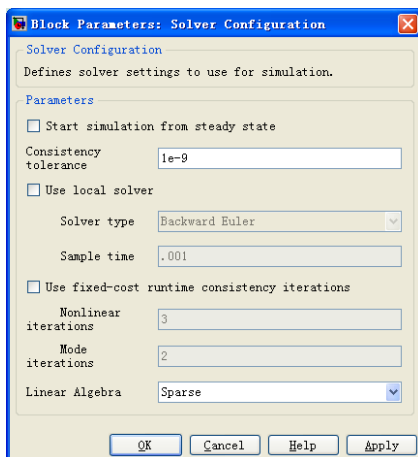 Block Parameters: Solver Configuration
Solver Configuration
Defines solver settings to use for simulation.
Parameters
Start simulation from steady state
Consistency
tolerance
1e-9
Use local solver
Solver type
Backward Euler
Sample time
.001
Use fixed-cost runtime consistency iterations
Nonlinear
iterations
3
Mode
iterations
2
Linear Algebra
Sparse
OK
Cancel
Help
Apply